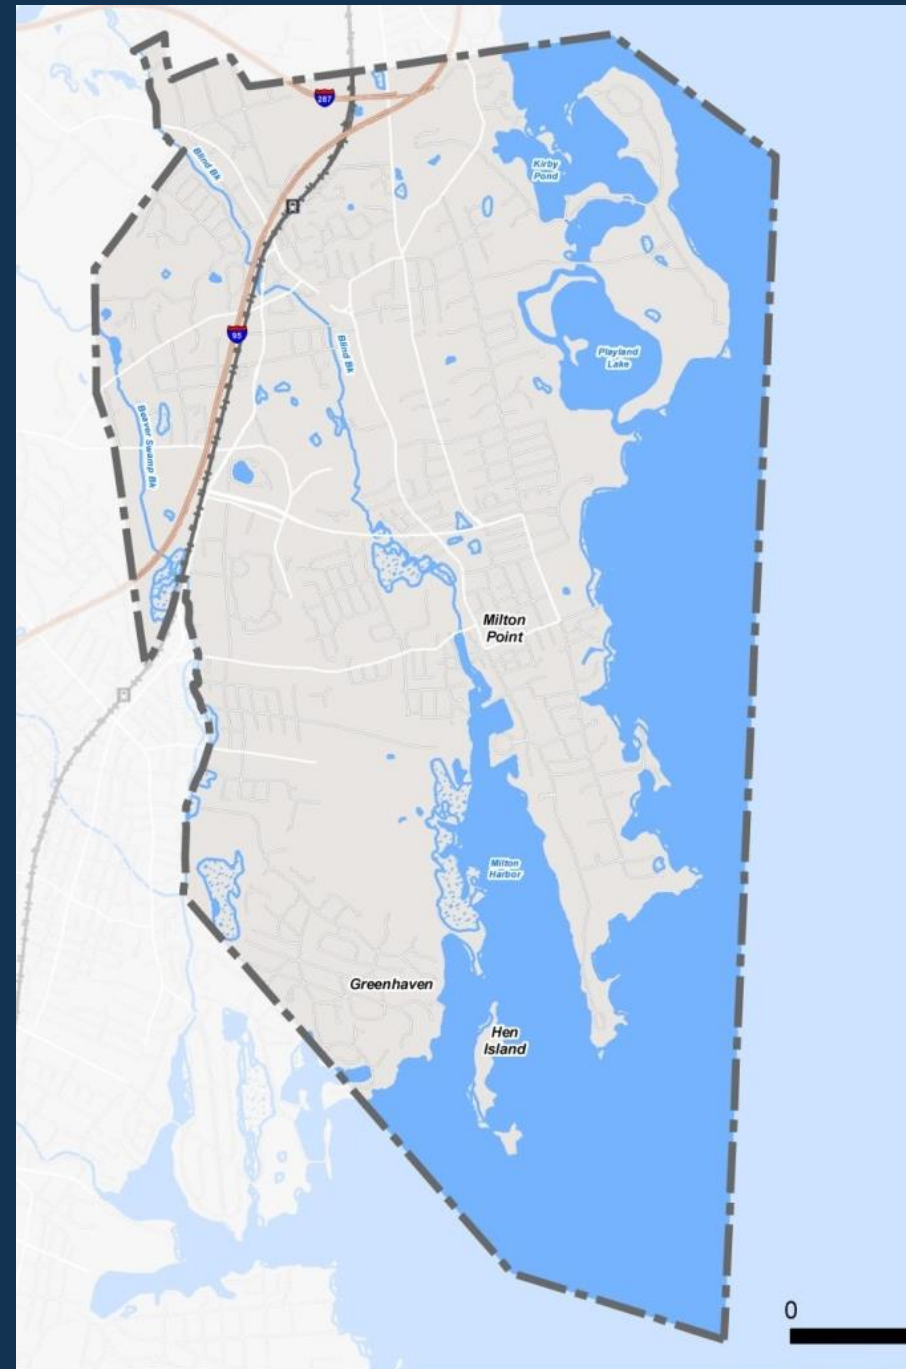 287
Blind Bk
Kirby
Pond
95
Blind Bk
Playland
Lake
Beaver Swamp Bk
Milton
Point
Milton
Harbor
Greenhaven
Hen
Island
0